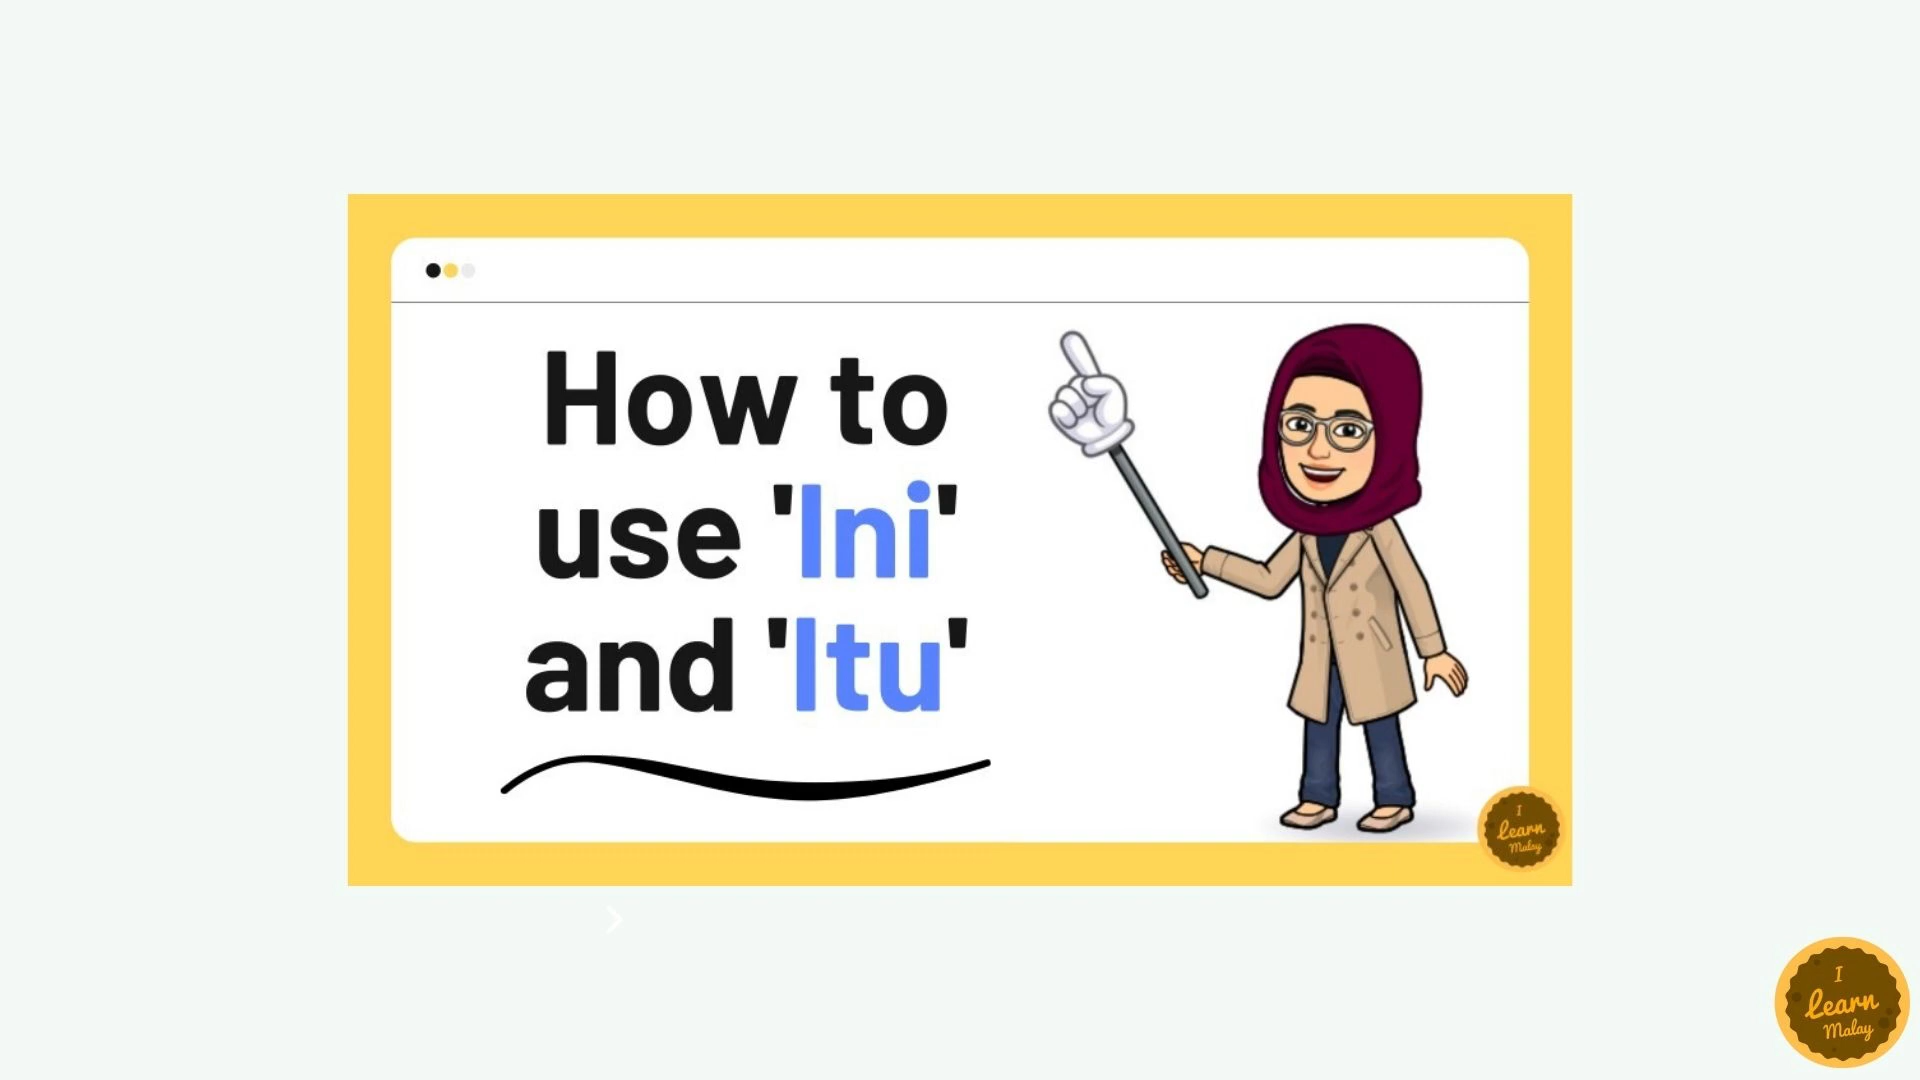 How to
use 'Ini'
and 'Itu'
I
Learn
Malay
I
Learn
Malay